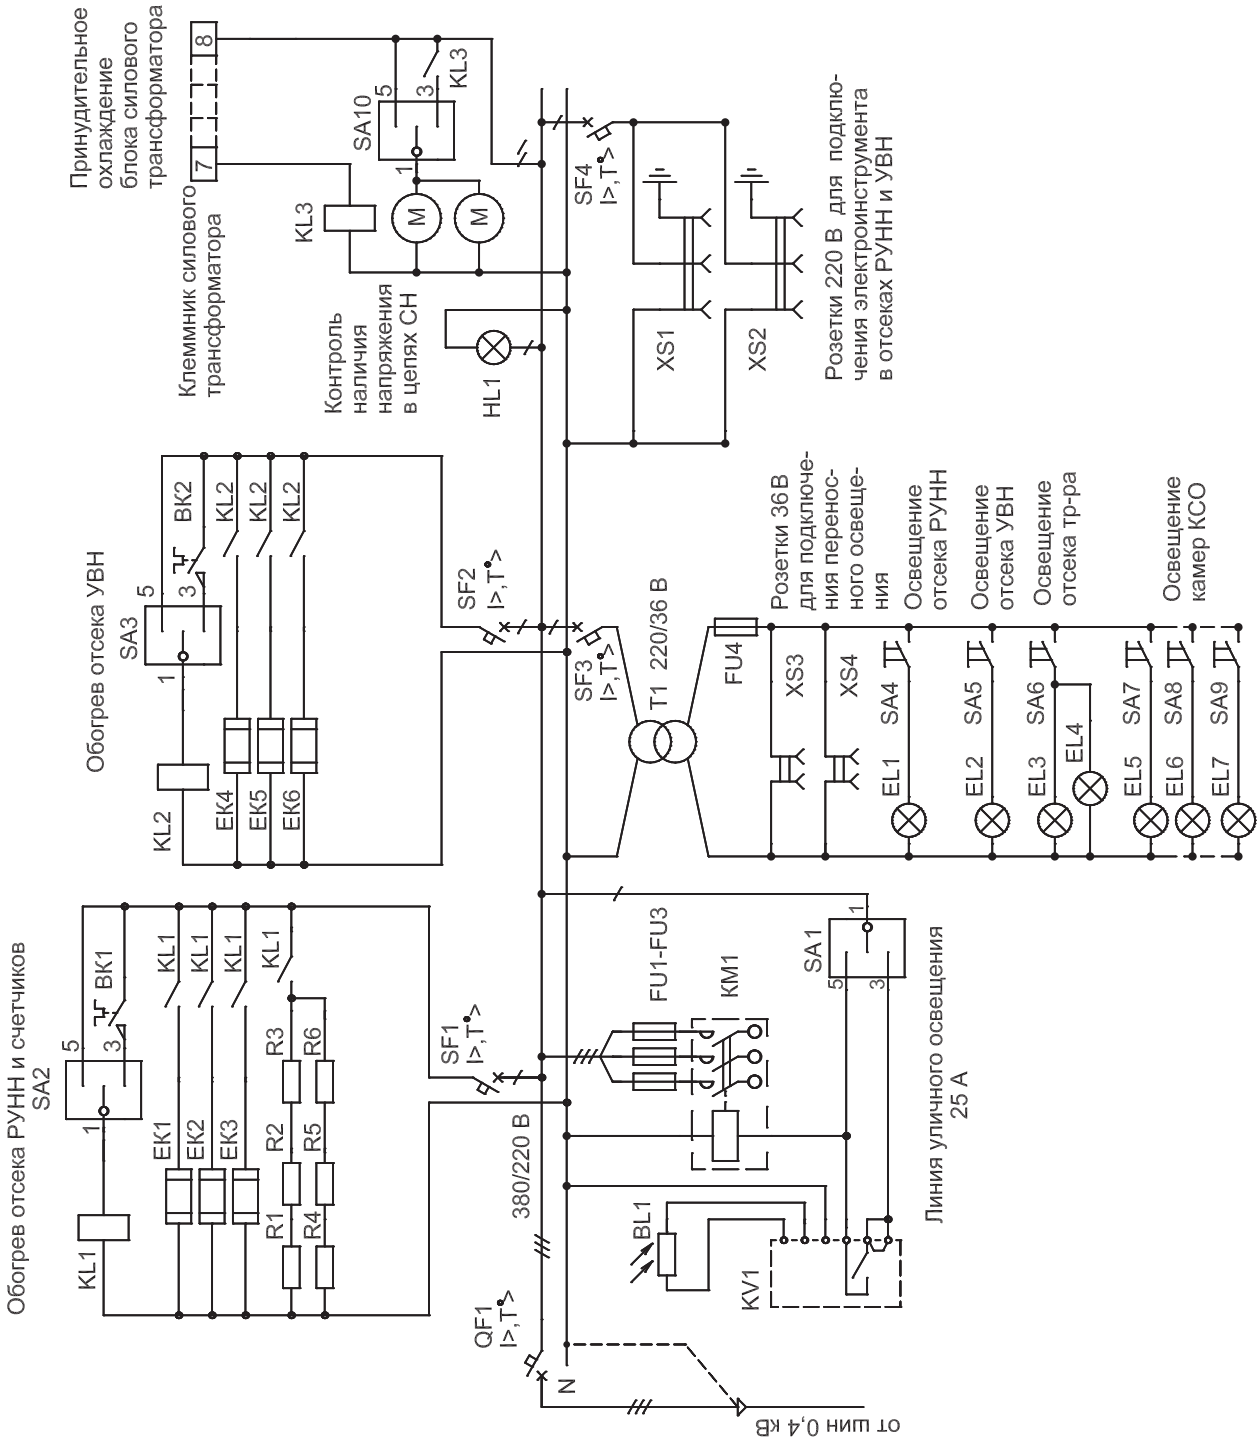 Обогрев отсека РУНН и счетчиков
SA2
5
3
1
BK1
KL1
KL1
KL1
KL1
KL1
EK1
EK2
EK3
R3
R6
R2
R5
R1
R4
SF1
I>,T°>
Обогрев отсека УВН
SA3
5
3
1
BK2
KL2
KL2
KL2
KL2
EK4
EK5
EK6
SF2
I>,T°>
Принудительное
охлаждение
блока силового
трансформатора
8
7
Клеммник силового
трансформатора
KL3
SA10
5
3
1
KL3
M
M
Контроль
наличия
напряжения
в цепях СН
HL1
QF1
I>,T°>
N
380/220 В
от шин 0,4 кВ
BL1
KV1
FU1-FU3
KM1
SA1
1
5
3
Линия уличного освещения
25 А
SF3
I>,T°>
T1 220/36 В
FU4
XS3
XS4
Розетки 36 В
для подключе-
ния перенос-
ного освеще-
ния
SA4
EL1
Освещение
отсека РУНН
SA5
EL2
Освещение
отсека УВН
SA6
EL3
EL4
Освещение
отсека тр-ра
SA7
EL5
SA8
EL6
SA9
EL7
Освещение
камер КСО
SF4
I>,T°>
XS1
XS2
Розетки 220 В для подклю-
чения электроинструмента
в отсеках РУНН и УВН